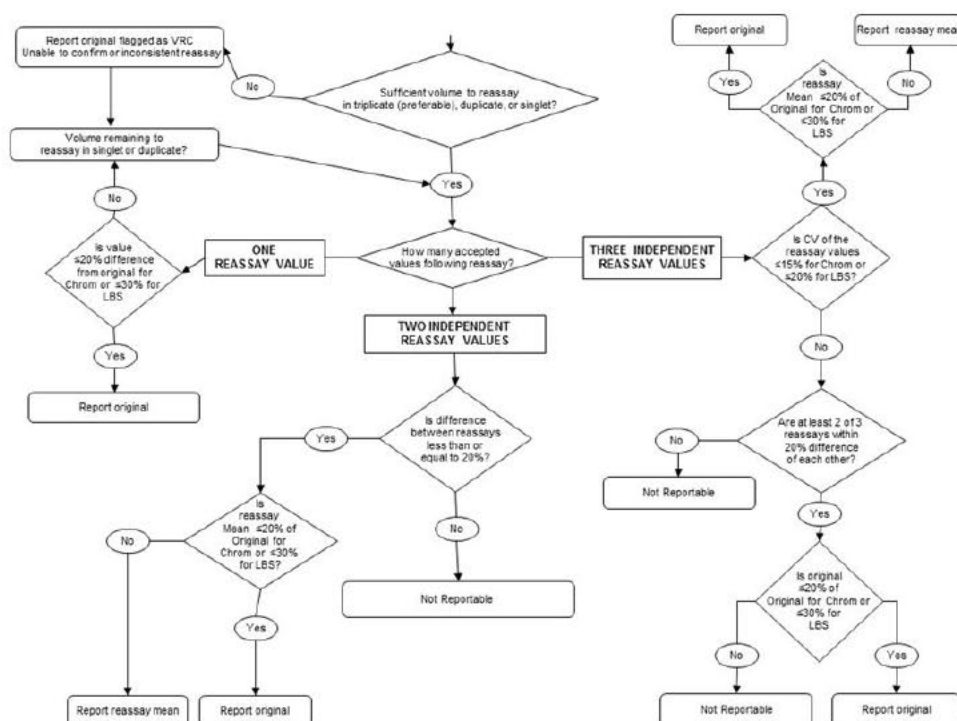 Report original flagged as VRC
Unable to confirm or inconsistent reassay
No
Sufficient volume to reassay
in triplicate (preferable), duplicate, or singlet?
Volume remaining to
reassay in singlet or duplicate?
Yes
No
Is value
≤20% difference
from original for
Chrom or ≤30% for
LBS
Yes
Report original
ONE
REASSAY VALUE
How many accepted
values following reassay?
THREE INDEPENDENT
REASSAY VALUES
TWO INDEPENDENT
REASSAY VALUES
Is difference
between reassays
less than or
equal to 20%?
Yes
No
Not Reportable
Is
reassay
Mean ≤20% of
Original for
Chrom or ≤30%
for LBS?
No
Yes
Report reassay mean
Report original
Report original
Report reassay mean
Yes
No
Is
reassay
Mean ≤20% of
Original for Chrom or
≤30% for
LBS
Yes
Is CV of the
reassay values
≤15% for Chrom or
≤20% for LBS?
No
Are at least 2 of 3
reassays within
20% difference
of each other?
No
Not Reportable
Yes
Is original
≤20% of
Original for Chrom or
≤30% for
LBS
No
Yes
Not Reportable
Report original